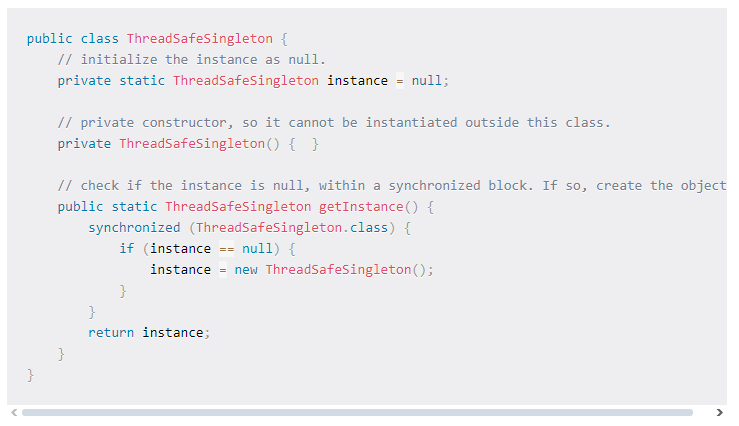 public class ThreadSafeSingleton {
    // initialize the instance as null.
    private static ThreadSafeSingleton instance = null;

    // private constructor, so it cannot be instantiated outside this class.
    private ThreadSafeSingleton() {  }

    // check if the instance is null, within a synchronized block. If so, create the object
    public static ThreadSafeSingleton getInstance() {
        synchronized (ThreadSafeSingleton.class) {
            if (instance == null) {
                instance = new ThreadSafeSingleton();
            }
        }
        return instance;
    }
}